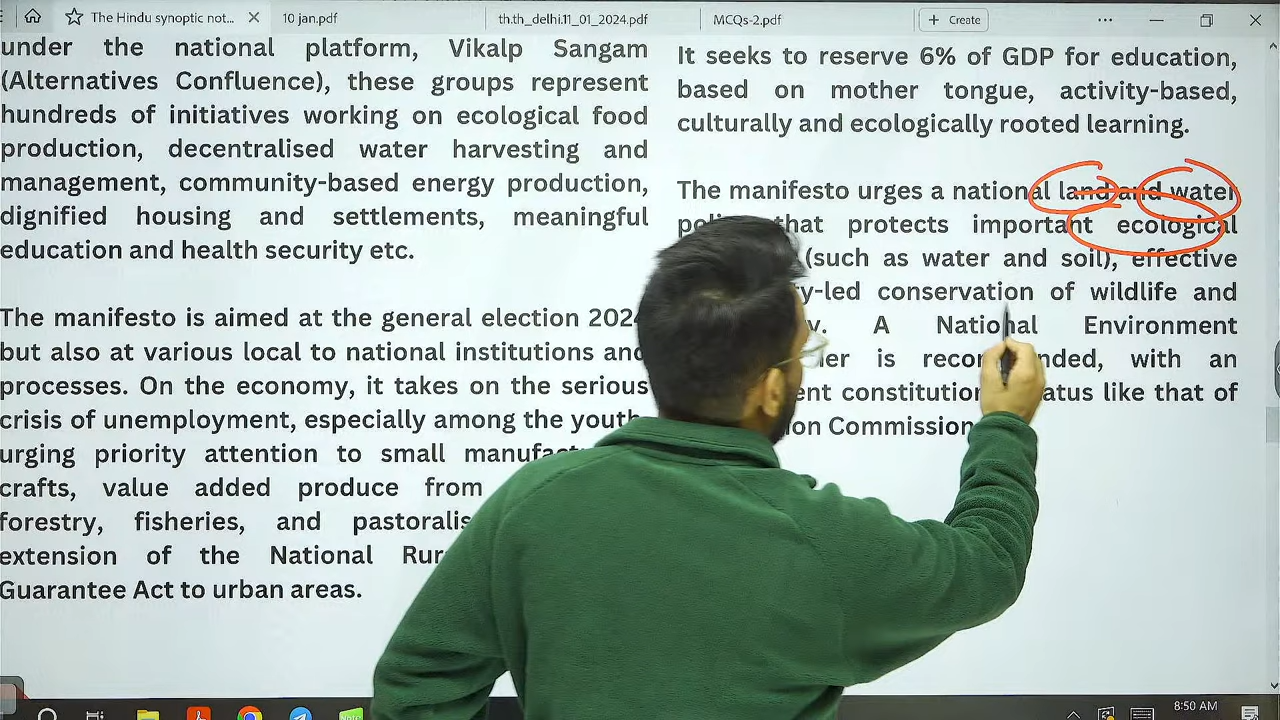 The Hindu synoptic not...
10 jan.pdf
th.th_delhi.11_01_2024.pdf
MCQs-2.pdf
+ Create
under the national platform, Vikalp Sangam
(Alternatives Confluence), these groups represent
hundreds of initiatives working on ecological food
production, decentralised water harvesting and
management, community-based energy production,
dignified housing and settlements, meaningful
education and health security etc.
The manifesto is aimed at the general election 2024
but also at various local to national institutions and
processes. On the economy, it takes on the serious
crisis of unemployment, especially among the youth,
urging priority attention to small
crafts, value added produce from
forestry, fisheries, and
extension of the National
Guarantee Act to urban areas.
It seeks to reserve 6% of GDP for education,
based on mother tongue, activity-based,
culturally and ecologically rooted learning.
The manifesto urges a national land and water
that protects important ecological
(such as water and soil), effective
conservation of wildlife and
A National Environment
is recommended, with an
status like that of
Commission
8:50 AM